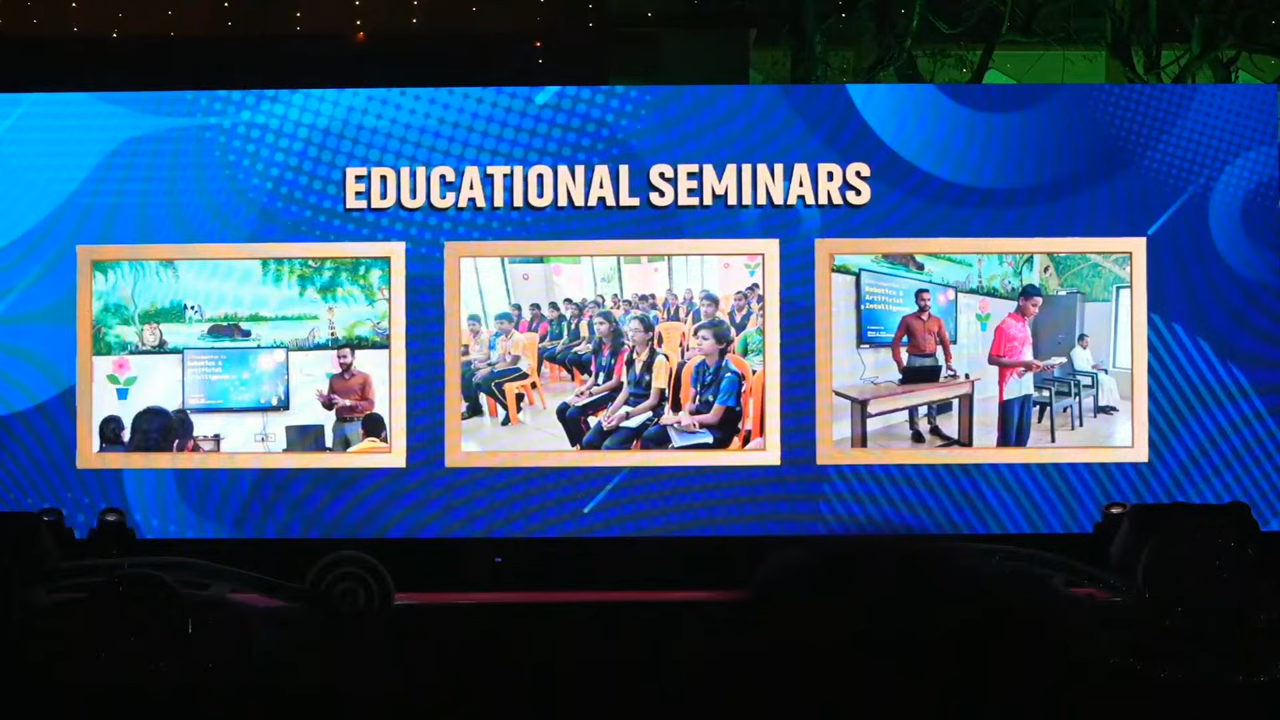 EDUCATIONAL SEMINARS
Robotics &
Artificial
Intelligence
Robotics &
Artificial
Intelligence